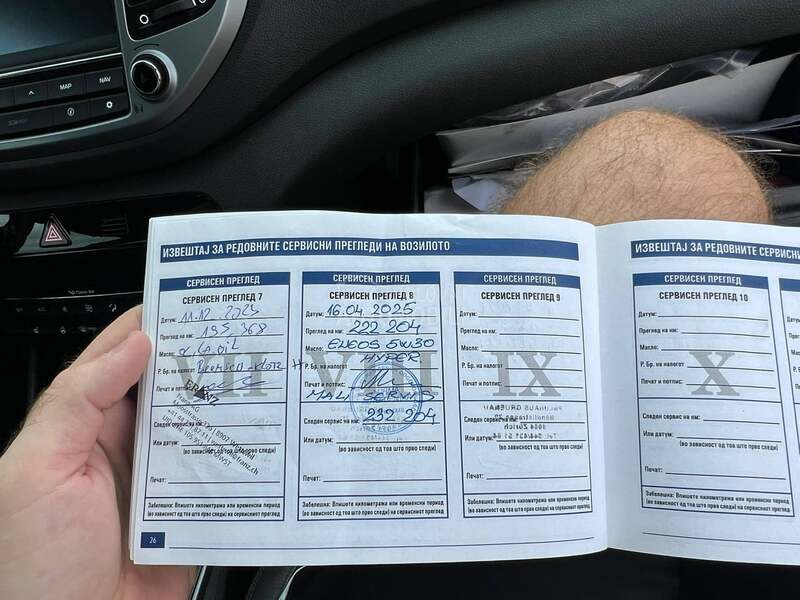 MAP
NAV
ИЗВЕШТАЈ ЗА РЕДОВНИТЕ СЕРВИСНИ ПРЕГЛЕДИ НА ВОЗИЛОТО
СЕРВИСЕН ПРЕГЛЕД
СЕРВИСЕН ПРЕГЛЕД 7
Датум: 11.12.2023
Преглед на км: 195.368
Масло:
Р. Бр. на налогот
Печат и потпис:
FRANZ
Сведен сервис на км:
Или датум:
(во зависност од тоа што прво следи)
Печат:
Забелешка: Впишете километража или временски период
(во зависност од тоа што прво следи) на сервисниот преглед
СЕРВИСЕН ПРЕГЛЕД
СЕРВИСЕН ПРЕГЛЕД 8
Датум: 16.04 2025
Преглед на км: 222 204
Масло: ENEOS 5W30
Р. Бр. на налогот HYPER
Печат и потпис:
MALI SERVIS
Следен сервис на км: 232 204
Или датум:
(во зависност од тоа што прво следи)
Печат:
Забелешка: Впишете километража или временски период
(во зависност од тоа што прво следи) на сервисниот преглед
VIII
СЕРВИСЕН ПРЕГЛЕД
СЕРВИСЕН ПРЕГЛЕД 9
Датум:
Преглед на км:
Масло:
Р. Бр. на налогот
Печат и потпис:
Следен сервис на км:
Или датум:
(во зависност од тоа што прво следи)
Печат:
Забелешка: Впишете километража или временски период
(во зависност од тоа што прво следи) на сервисниот преглед
IX
26
ИЗВЕШТАЈ ЗА РЕДОВНИТЕ СЕРВИСНИ
СЕРВИСЕН ПРЕГЛЕД
СЕРВИСЕН ПРЕГЛЕД 10
Датум:
Преглед на км:
Масло:
Р. Бр. на налогот
Печат и потпис:
Следен сервис на км:
Или датум:
(во зависност од тоа што прво следи)
Печат:
Забелешка: Впишете километража или временски период
(во зависност од тоа што прво следи) на сервисниот преглед
X